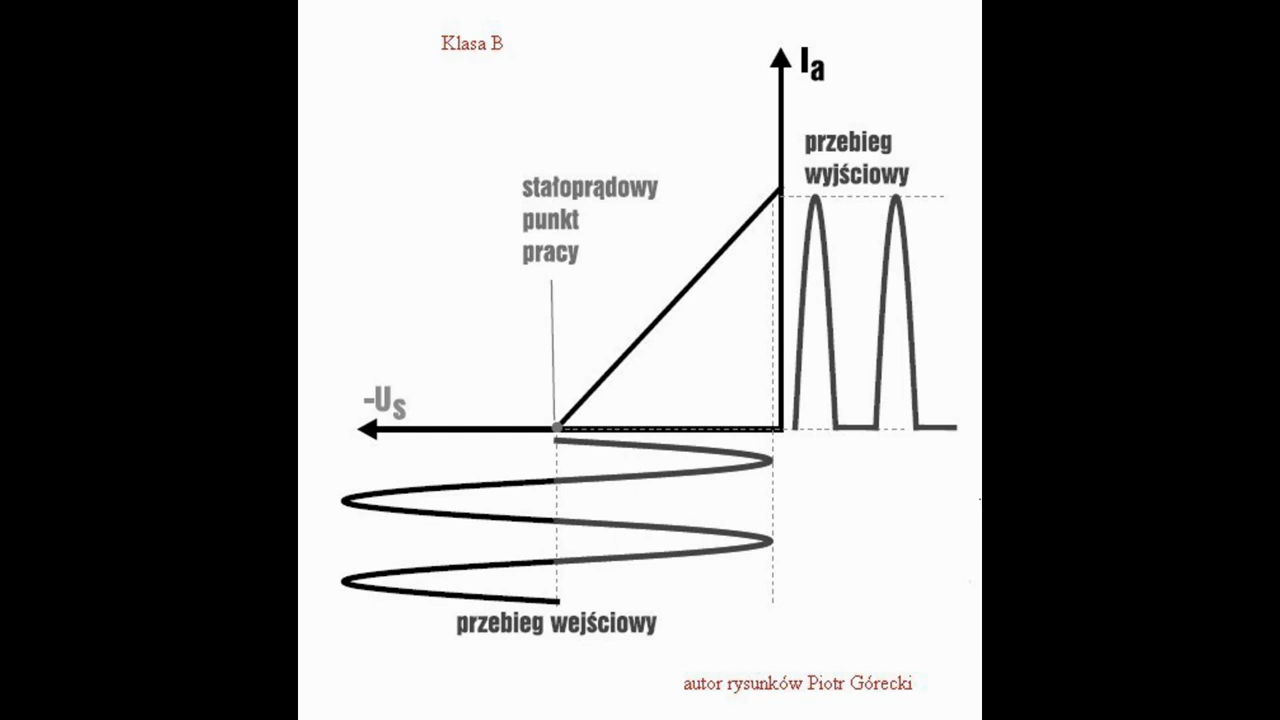 Klasa B
Ia
przebieg
wyjściowy
stałoprądowy
punkt
pracy
-Us
przebieg wejściowy
autor rysunków Piotr Górecki